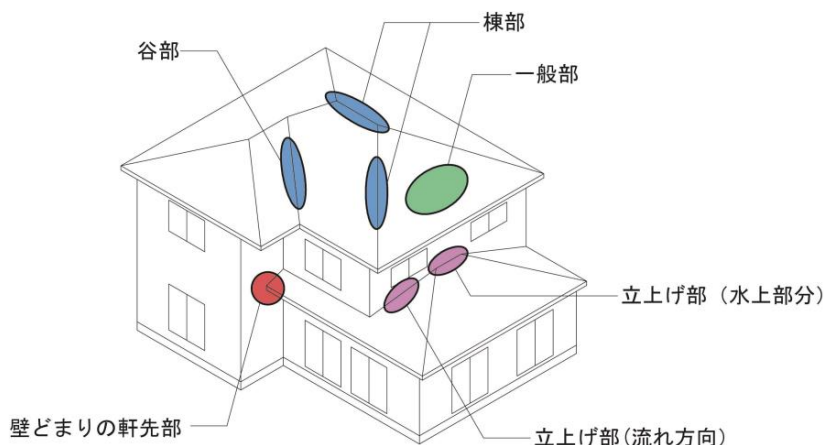 棟部
谷部
一般部
立上げ部（水上部分）
壁どまりの軒先部
立上げ部(流れ方向)